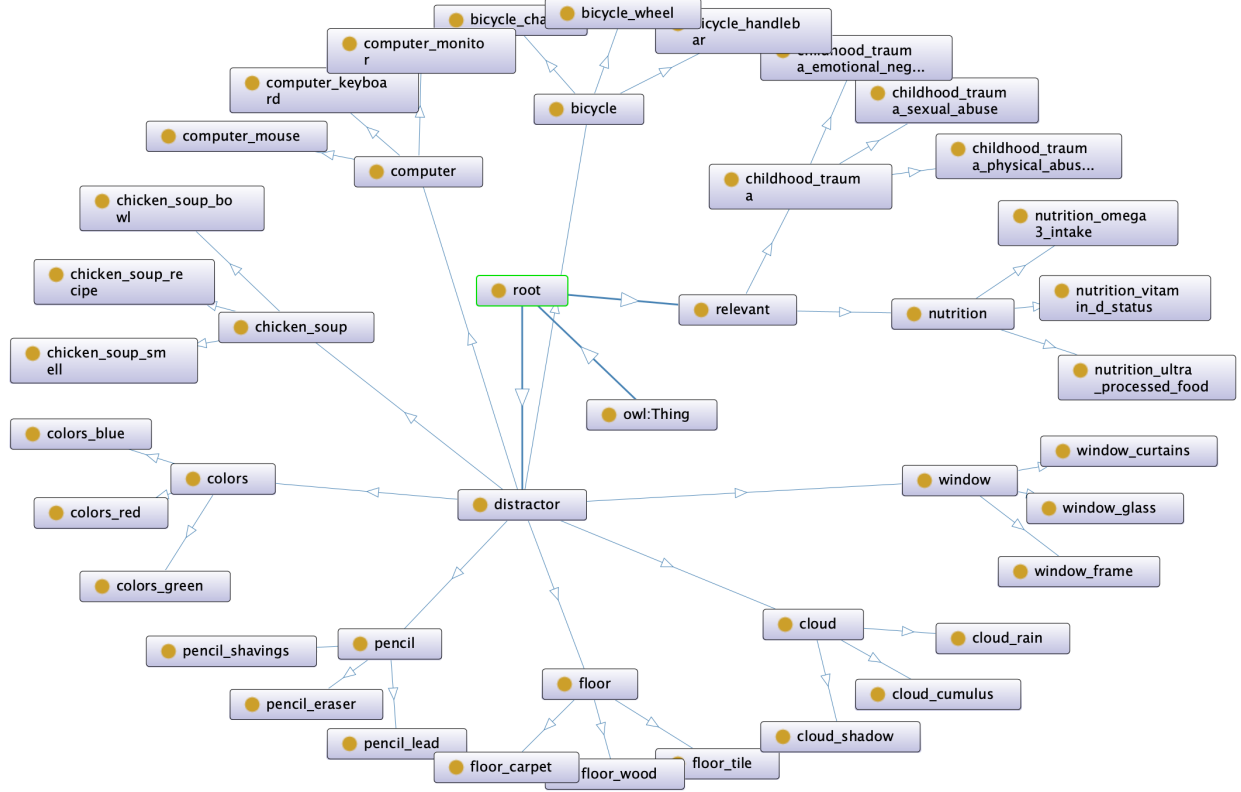 bicycle_wheel
bicycle_cha
icycle_handleb
ar
computer_monito
r
childhood_traum
a_emotional_neg...
computer_keyboa
rd
childhood_traum
a_sexual_abuse
bicycle
computer_mouse
childhood_traum
a_physical_abus...
computer
childhood_traum
a
chicken_soup_bo
wl
nutrition_omega
3_intake
chicken_soup_re
cipe
root
nutrition_vitam
in_d_status
relevant
nutrition
chicken_soup
chicken_soup_sm
ell
nutrition_ultra
_processed_food
owl:Thing
colors_blue
window_curtains
colors
window
distractor
colors_red
window_glass
window_frame
colors_green
cloud
cloud_rain
pencil
pencil_shavings
floor
cloud_cumulus
pencil_eraser
cloud_shadow
pencil_lead
floor_tile
floor_carpet
floor_wood